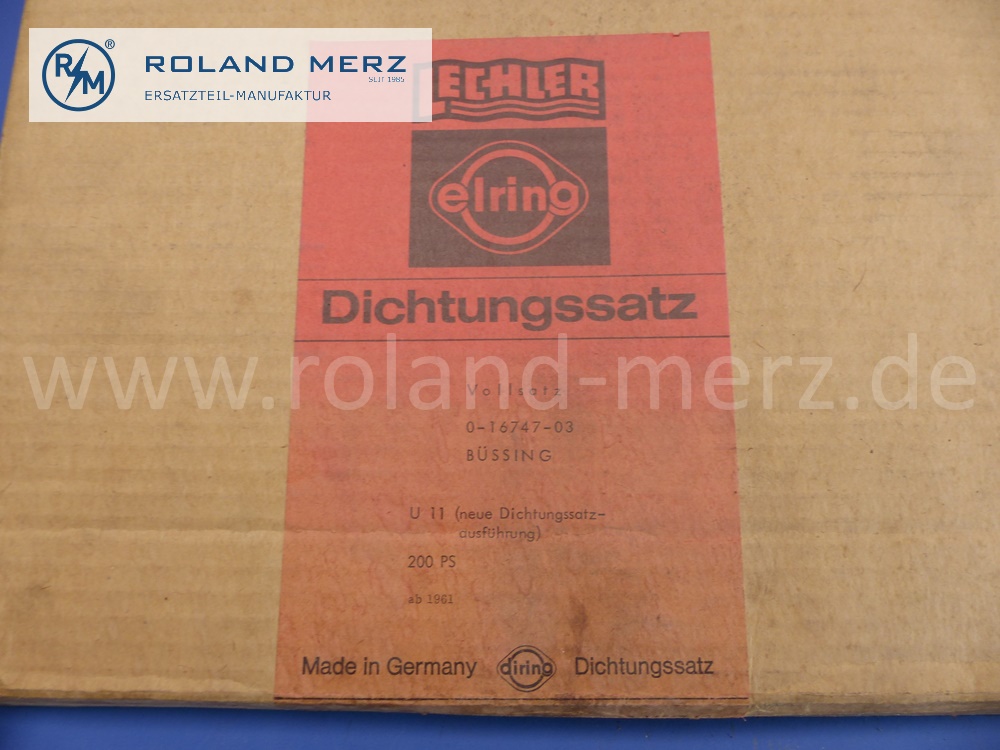 R/M ®
ROLAND MERZ
SEIT 1985
ERSATZTEIL-MANUFAKTUR
LECHLER
elring
Dichtungssatz
www.roland-merz.de
Vollsatz
0-16747-03
BÜSSING
U 11 (neue Dichtungssatz-
ausführung)
200 PS
ab 1961
Made in Germany diring Dichtungssatz